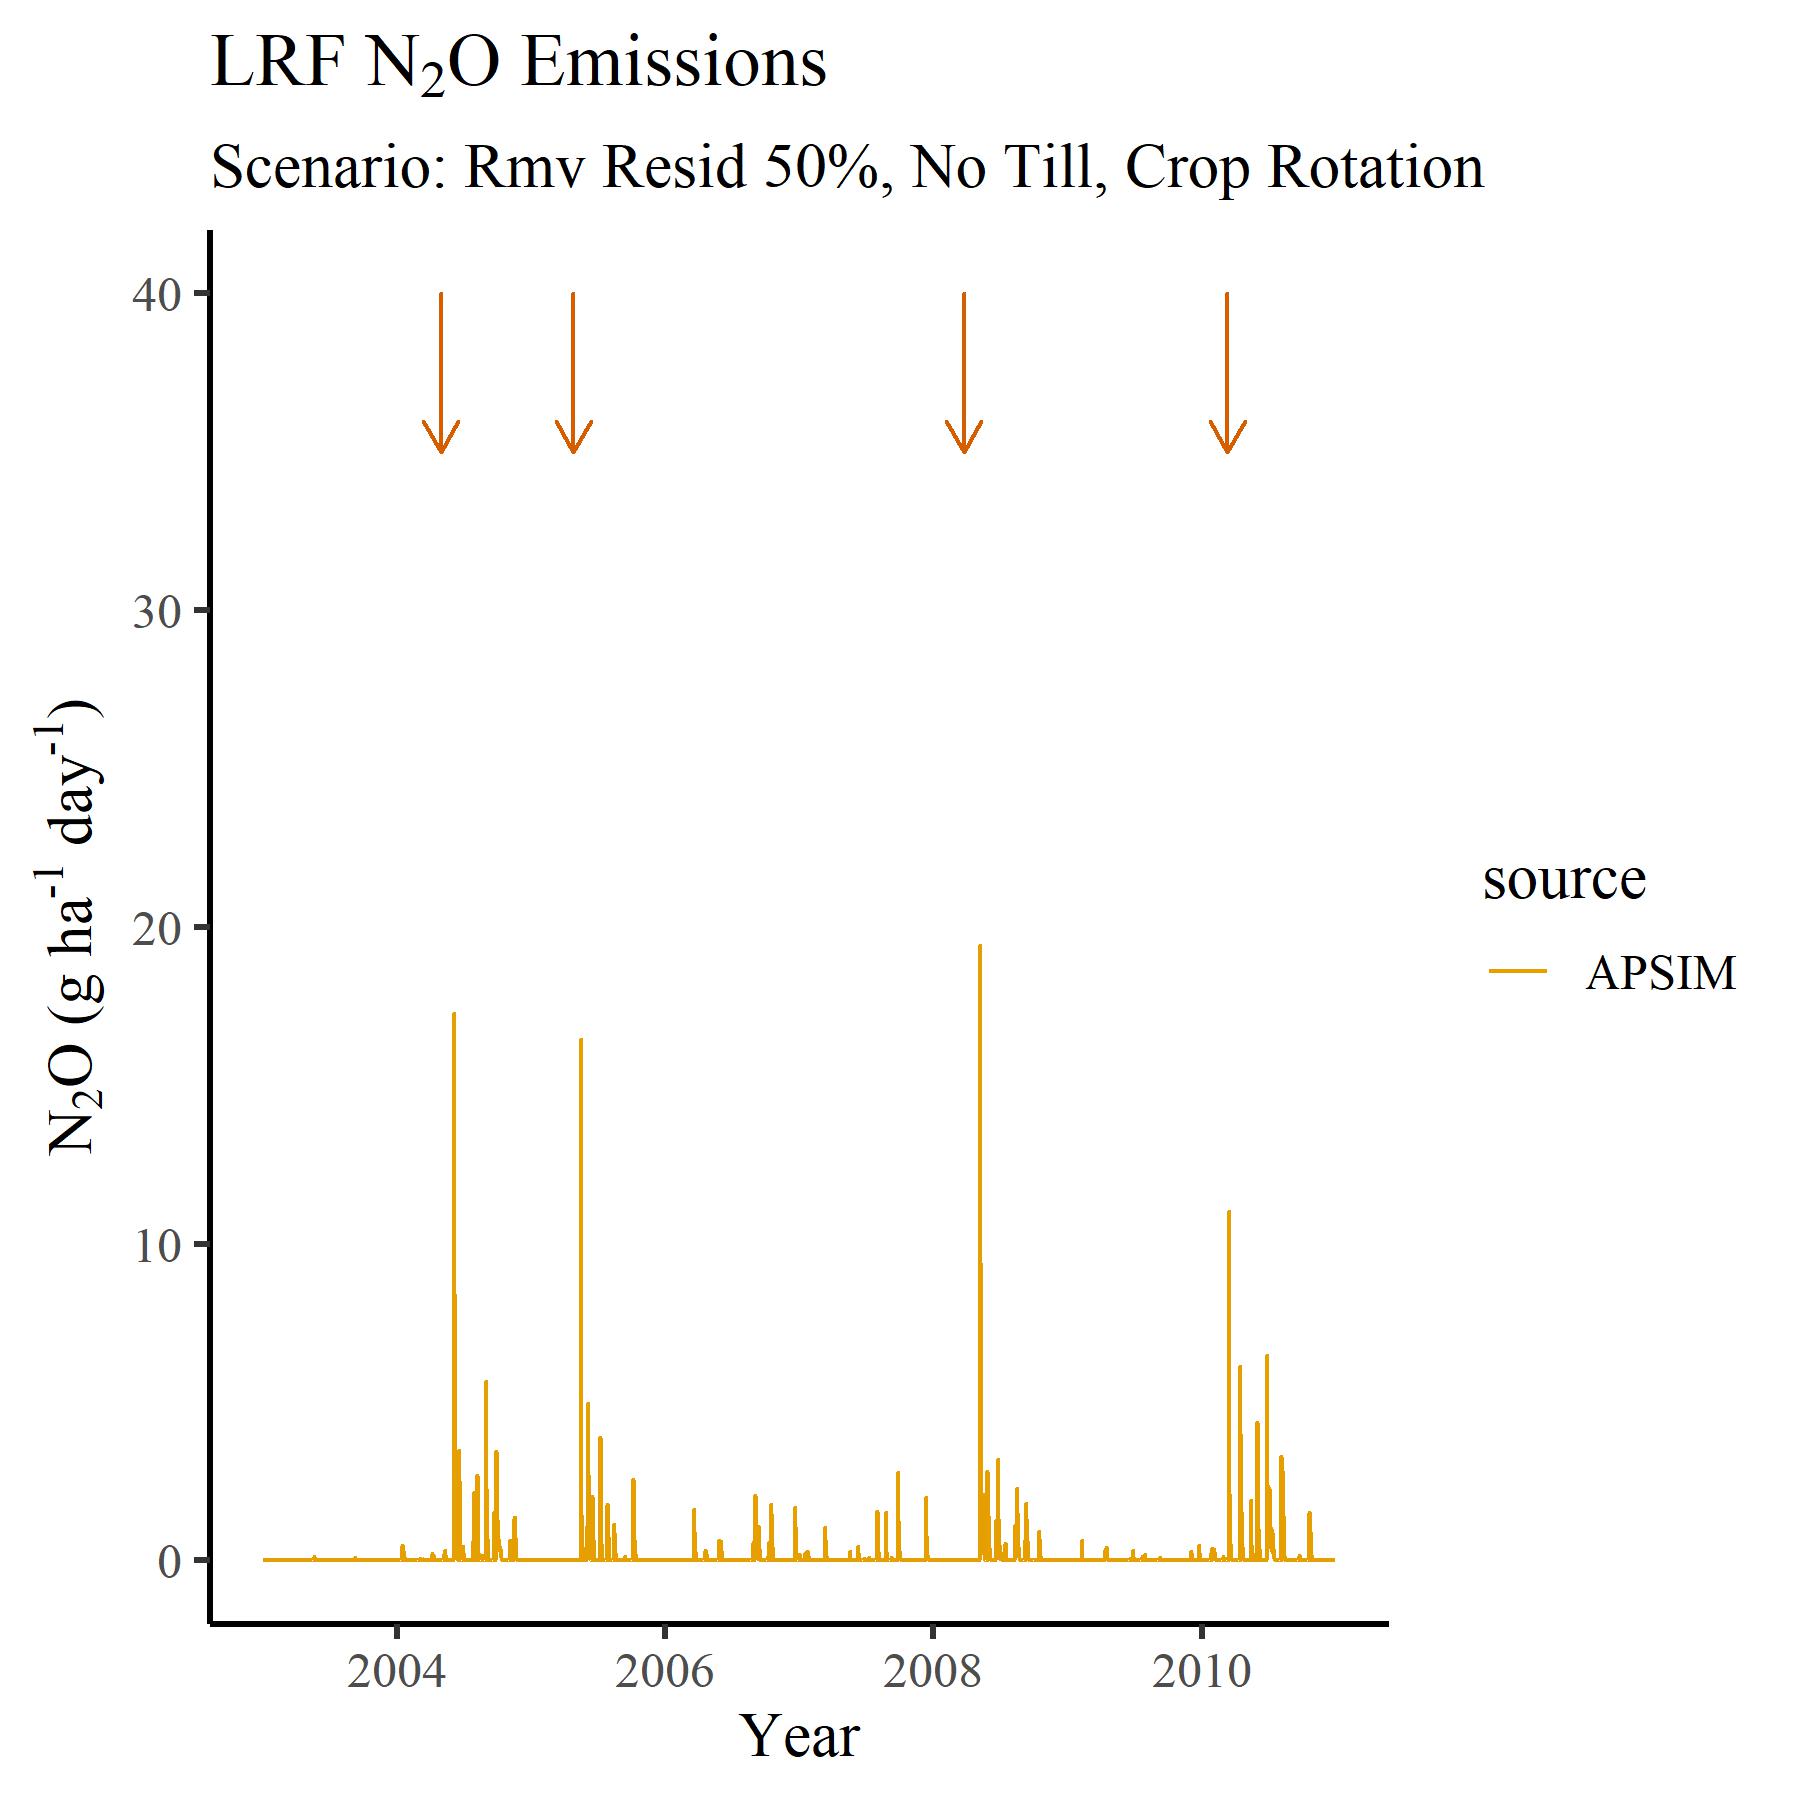 LRF N₂O Emissions
Scenario: Rmv Resid 50%, No Till, Crop Rotation
N₂O (g ha⁻¹ day⁻¹)
40
30
20
10
0
2004 2006 2008 2010
Year
source
APSIM